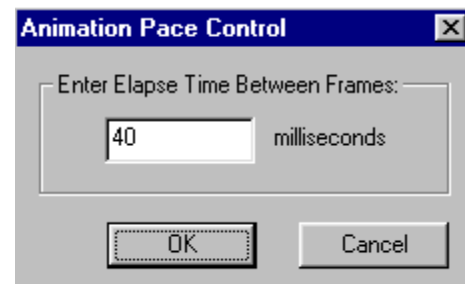 Animation Pace Control
Enter Elapse Time Between Frames:
40 milliseconds
OK Cancel